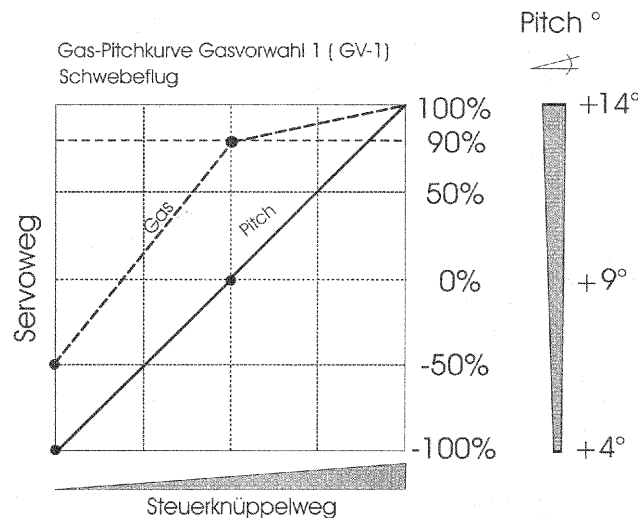 Gas-Pitchkurve Gasvorwahl 1 ( GV-1)
Schwebeflug
Pitch °
Servoweg
Gas
Pitch
100%
90%
50%
0%
-50%
-100%
+14°
+9°
+4°
Steuerknüppelweg